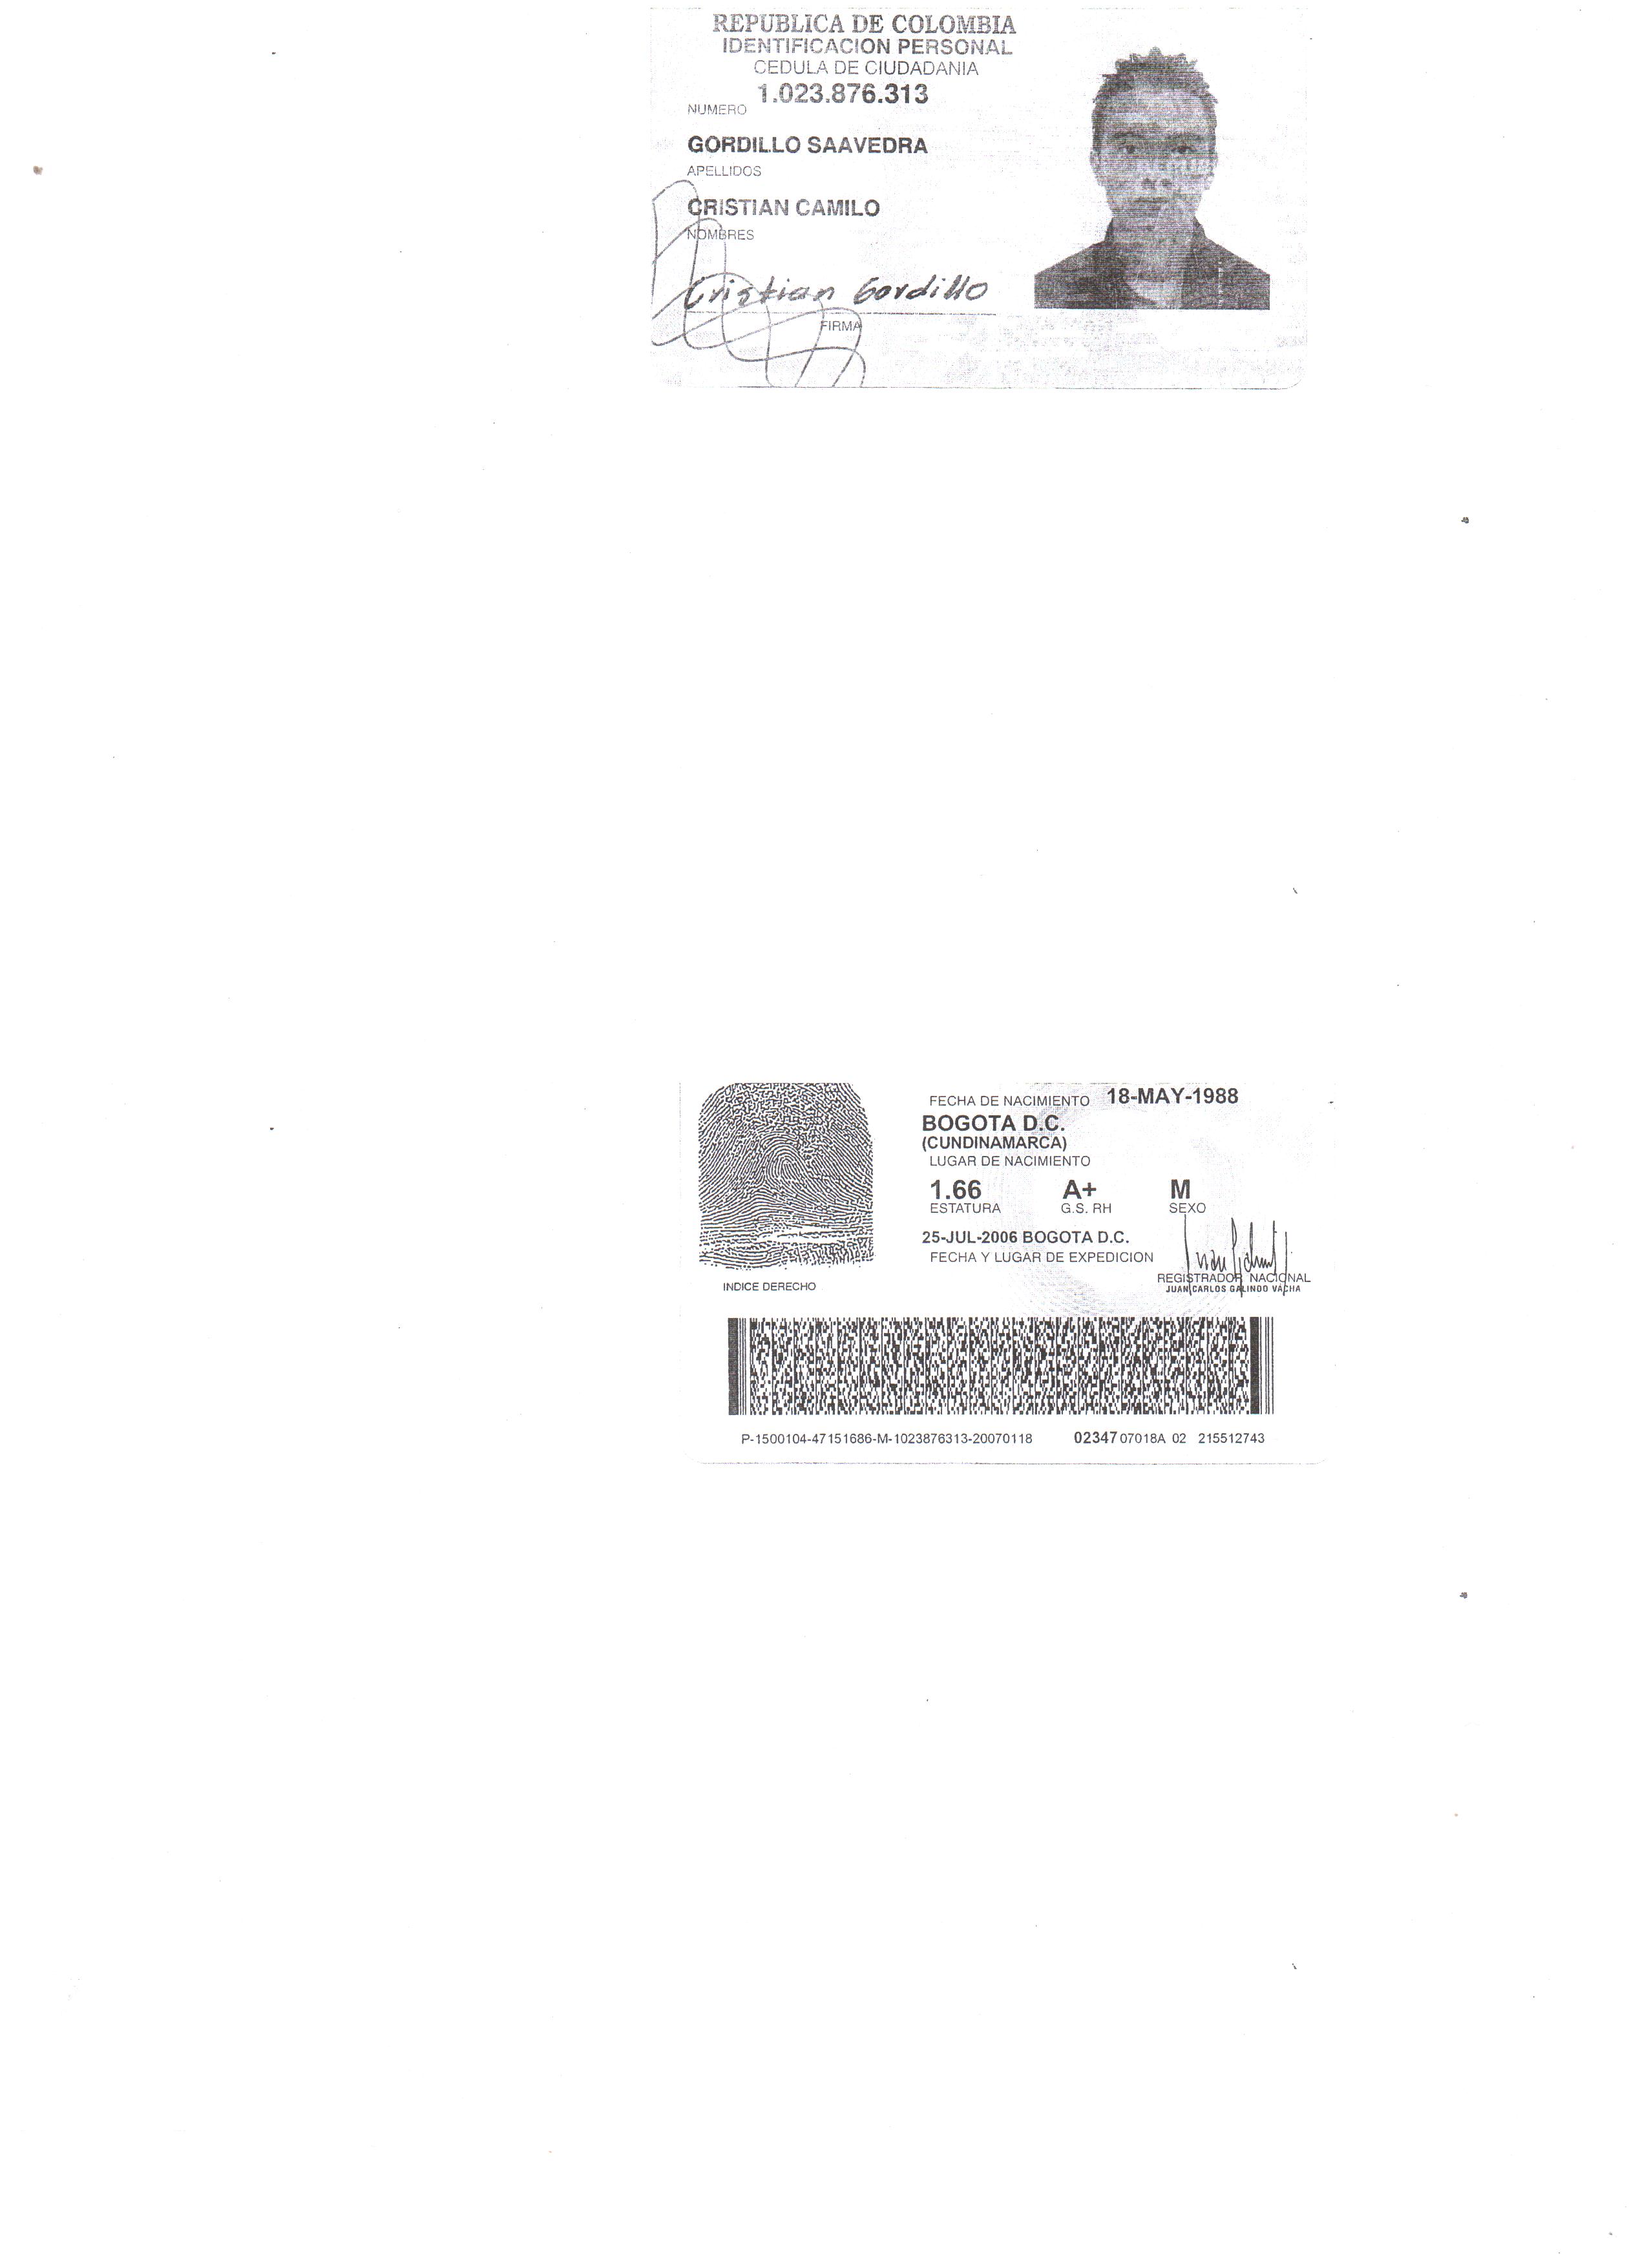 REPUBLICA DE COLOMBIA
IDENTIFICACION PERSONAL
CEDULA DE CIUDADANIA
1.023.876.313
NUMERO
GORDILLO SAAVEDRA
APELLIDOS
CRISTIAN CAMILO
NOMBRES
Cristian Gordillo
FIRMA
FECHA DE NACIMIENTO 18-MAY-1988
BOGOTA D.C.
(CUNDINAMARCA)
LUGAR DE NACIMIENTO
1.66 A+ M
ESTATURA G.S. RH SEXO
25-JUL-2006 BOGOTA D.C.
FECHA Y LUGAR DE EXPEDICION
REGISTRADOR NACIONAL
JUAN CARLOS GALINDO VACHA
INDICE DERECHO
P-1500104-47151686-M-1023876313-20070118 02347 07018A 02 215512743